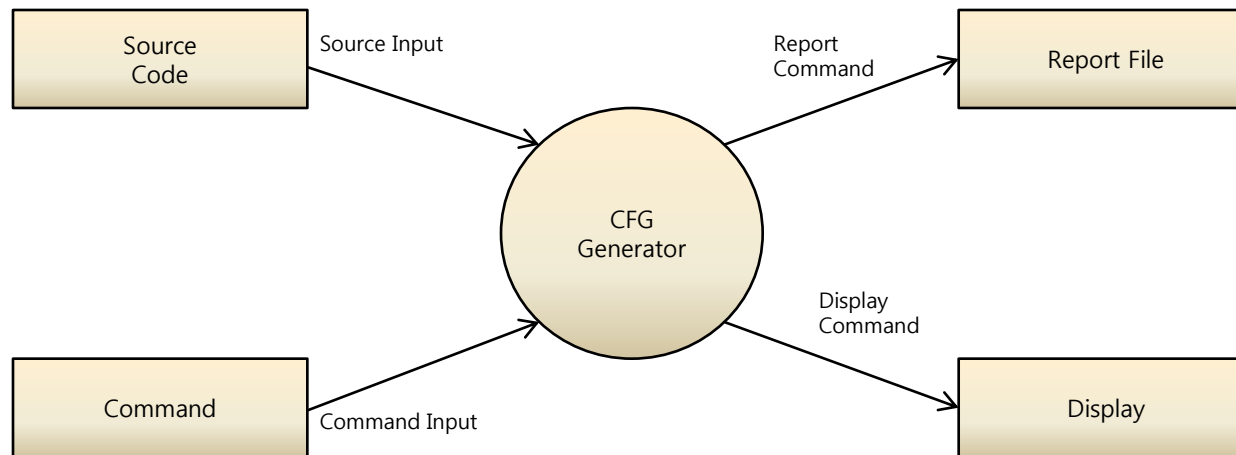 Source
Code
Source Input
Report
Command
Report File
CFG
Generator
Display
Command
Command
Command Input
Display